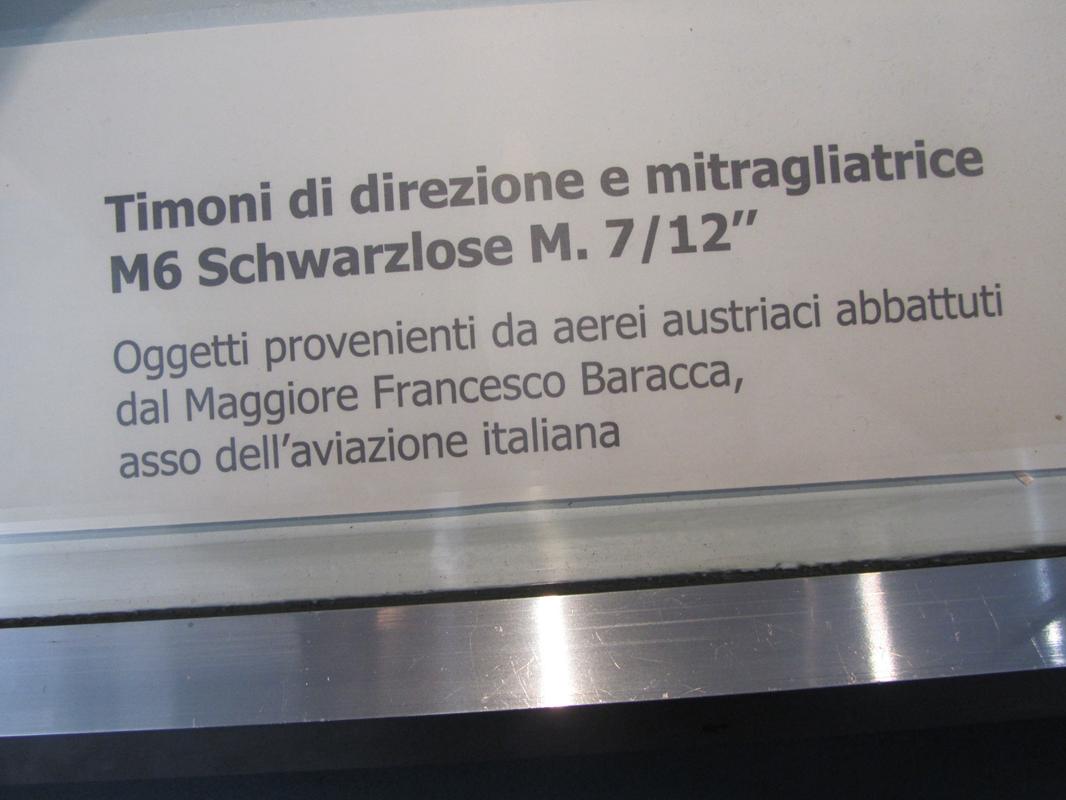 Timoni di direzione e mitragliatrice
M6 Schwarzlose M. 7/12”
Oggetti provenienti da aerei austriaci abbattuti
dal Maggiore Francesco Baracca,
asso dell’aviazione italiana